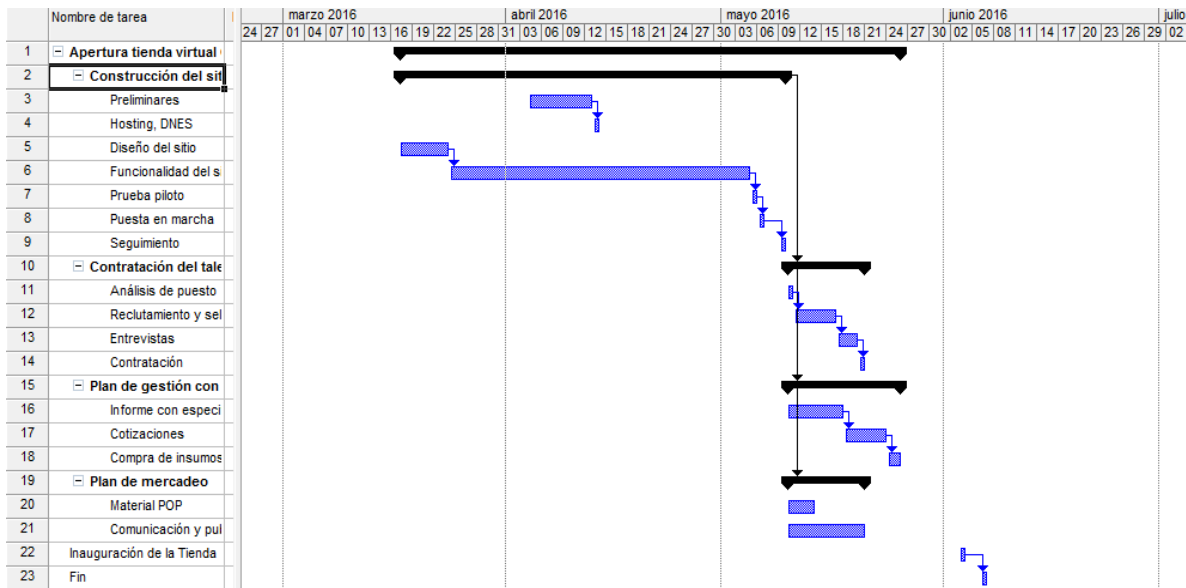 Nombre de tarea
marzo 2016 abril 2016 mayo 2016 junio 2016 julio
24 27 01 04 07 10 13 16 19 22 25 28 31 03 06 09 12 15 18 21 24 27 30 03 06 09 12 15 18 21 24 27 30 02 05 08 11 14 17 20 23 26 29 02
1 Apertura tienda virtual
2 Construcción del sit
3 Preliminares
4 Hosting, DNES
5 Diseño del sitio
6 Funcionalidad del s
7 Prueba piloto
8 Puesta en marcha
9 Seguimiento
10 Contratación del tale
11 Análisis de puesto
12 Reclutamiento y sel
13 Entrevistas
14 Contratación
15 Plan de gestión con
16 Informe con especi
17 Cotizaciones
18 Compra de insumos
19 Plan de mercadeo
20 Material POP
21 Comunicación y pul
22 Inauguración de la Tienda
23 Fin